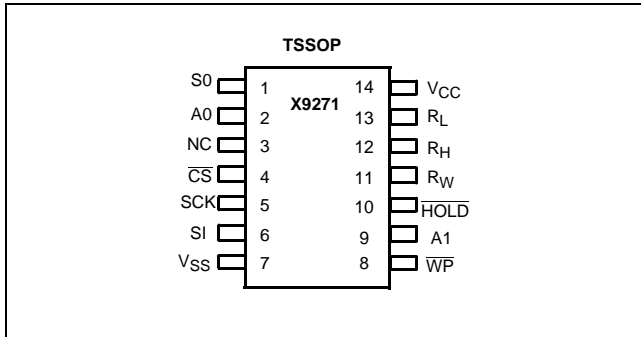 TSSOP
X9271
S0 1 14 VCC
A0 2 13 RL
NC 3 12 RH
CS 4 11 RW
SCK 5 10 HOLD
SI 6 9 A1
VSS 7 8 WP